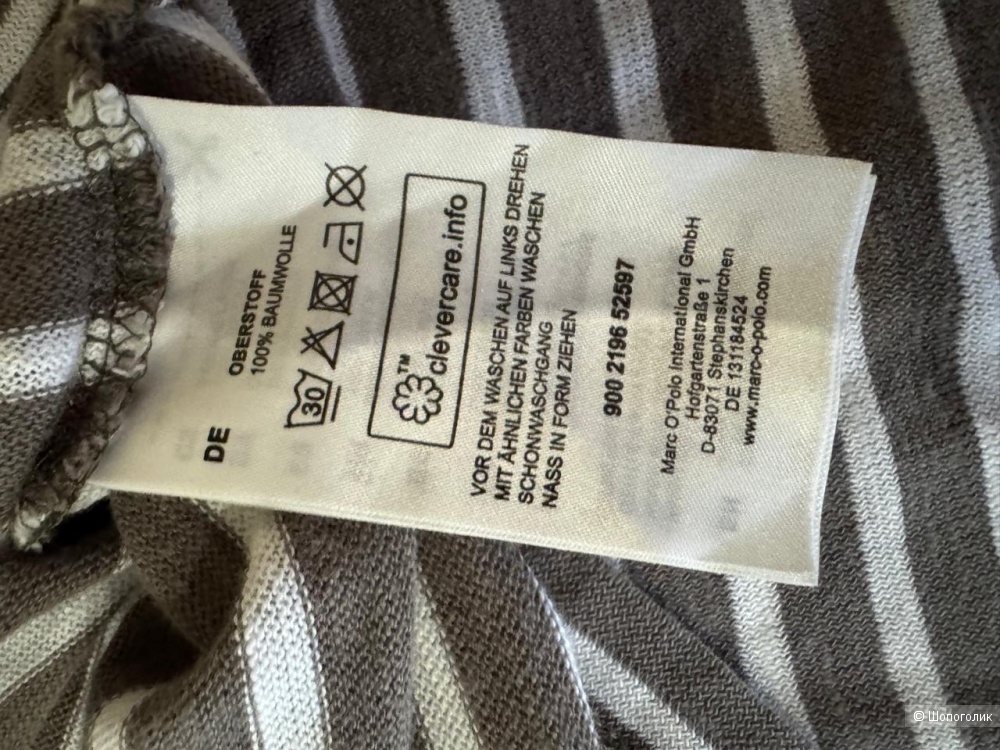 DE
OBERSTOFF
100% BAUMWOLLE
30
™
clevercare.info
VOR DEM WASCHEN AUF LINKS DREHEN
MIT ÄHNLICHEN FARBEN WASCHEN
SCHONWASCHGANG
NASS IN FORM ZIEHEN
900 2196 52597
Marc O'Polo International GmbH
Hofgartenstraße 1
D-83071 Stephanskirchen
DE 131184524
www.marc-o-polo.com
© Шопоголик